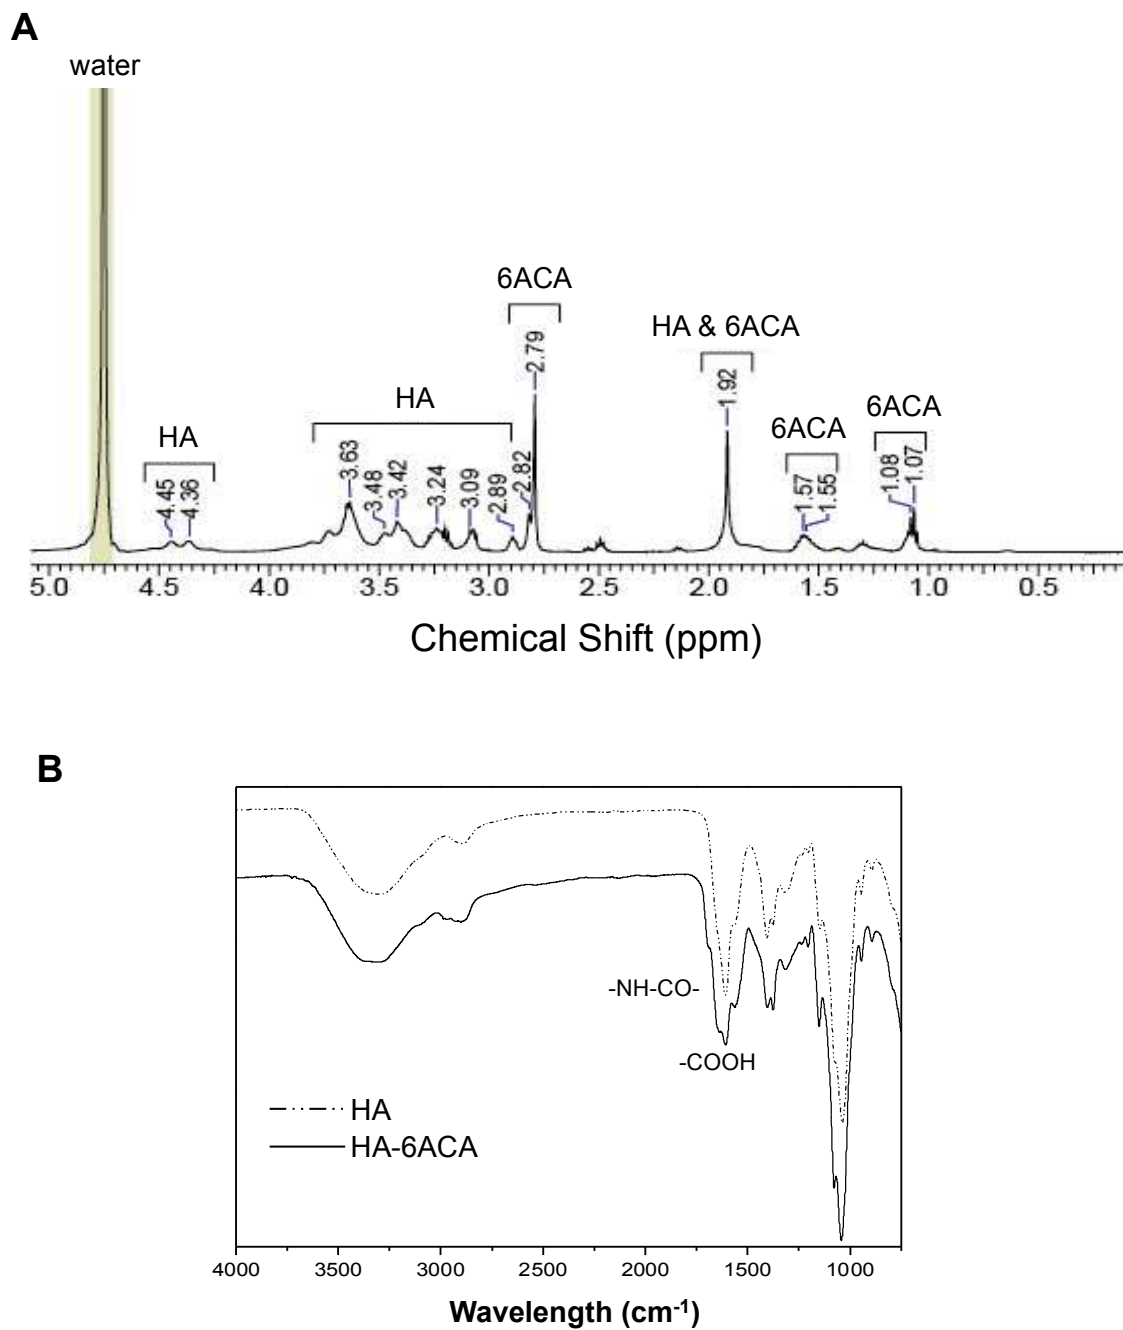 A
water
6ACA
HA & 6ACA
HA
HA
6ACA
6ACA
4.45
4.36
3.63
3.48
3.42
3.24
3.09
2.89
2.82
2.79
1.92
1.57
1.55
1.08
1.07
5.0 4.5 4.0 3.5 3.0 2.5 2.0 1.5 1.0 0.5
Chemical Shift (ppm)
B
-NH-CO-
-COOH
HA
HA-6ACA
4000 3500 3000 2500 2000 1500 1000
Wavelength (cm⁻¹)